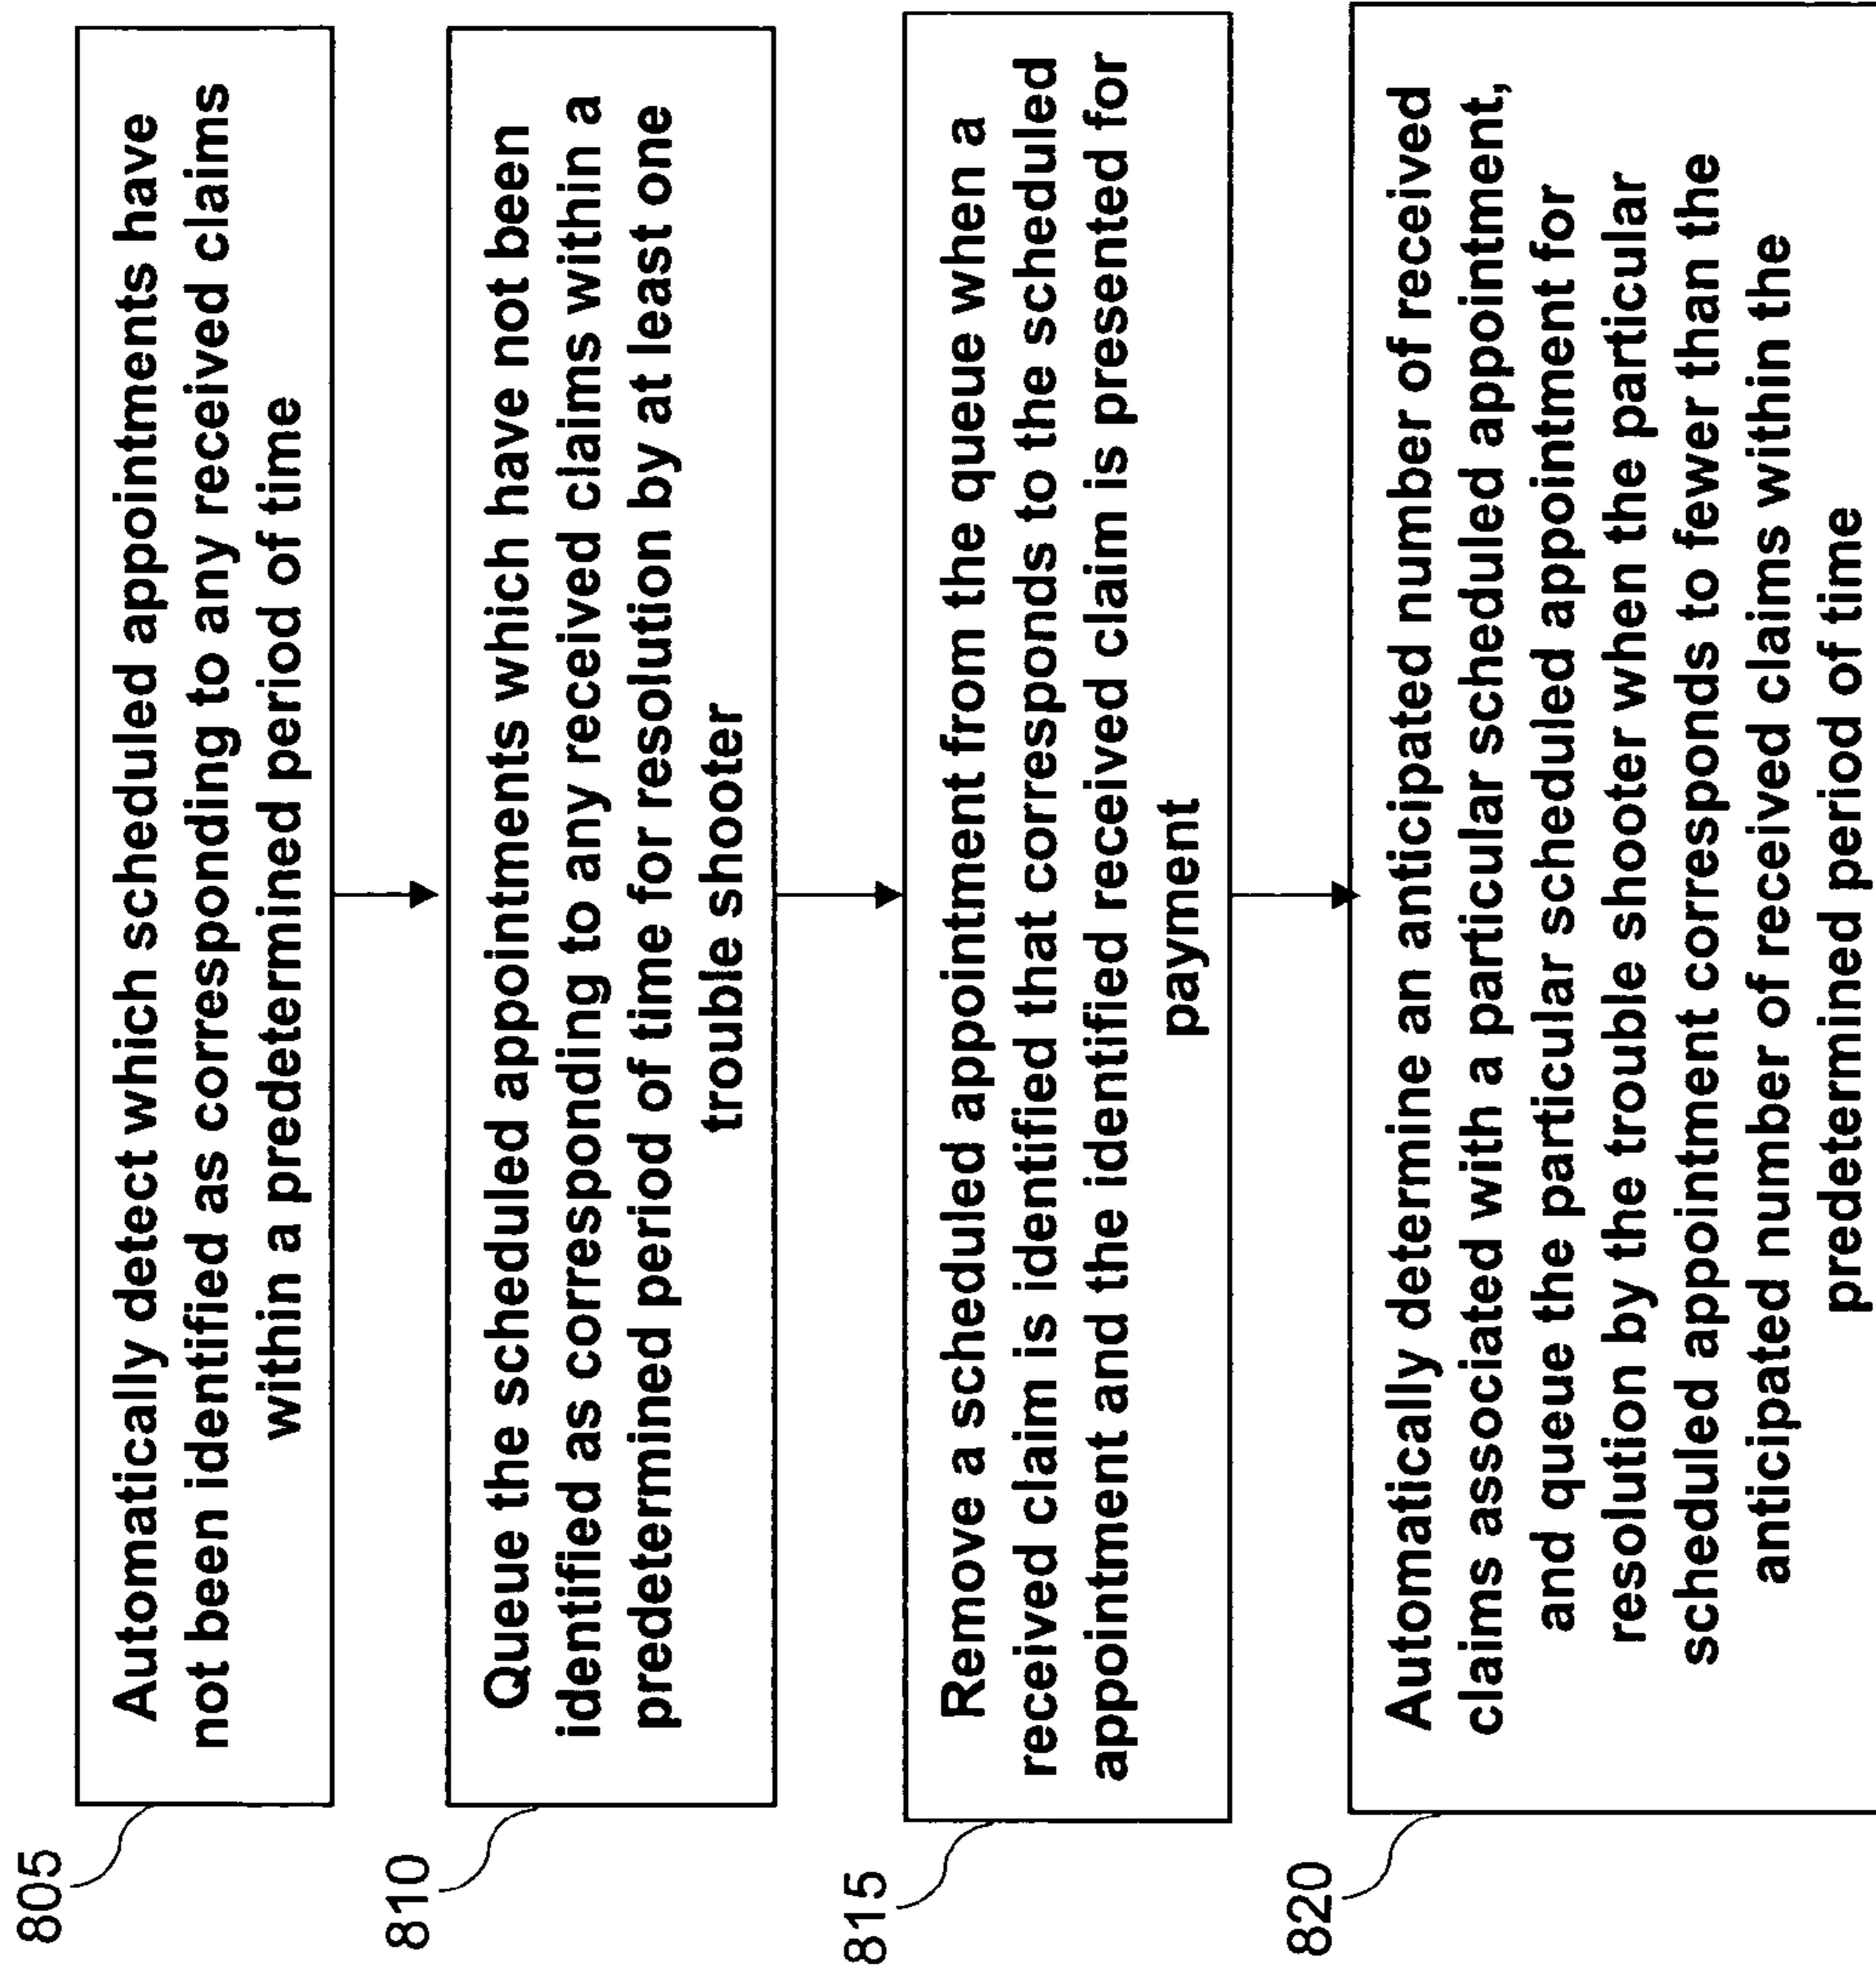 805
Automatically detect which scheduled appointments have
not been identified as corresponding to any received claims
within a predetermined period of time
810
Queue the scheduled appointments which have not been
identified as corresponding to any received claims within a
predetermined period of time for resolution by at least one
trouble shooter
815
Remove a scheduled appointment from the queue when a
received claim is identified that corresponds to the scheduled
appointment and the identified received claim is presented for
payment
820
Automatically determine an anticipated number of received
claims associated with a particular scheduled appointment,
and queue the particular scheduled appointment for
resolution by the trouble shooter when the particular
scheduled appointment corresponds to fewer than the
anticipated number of received claims within the
predetermined period of time